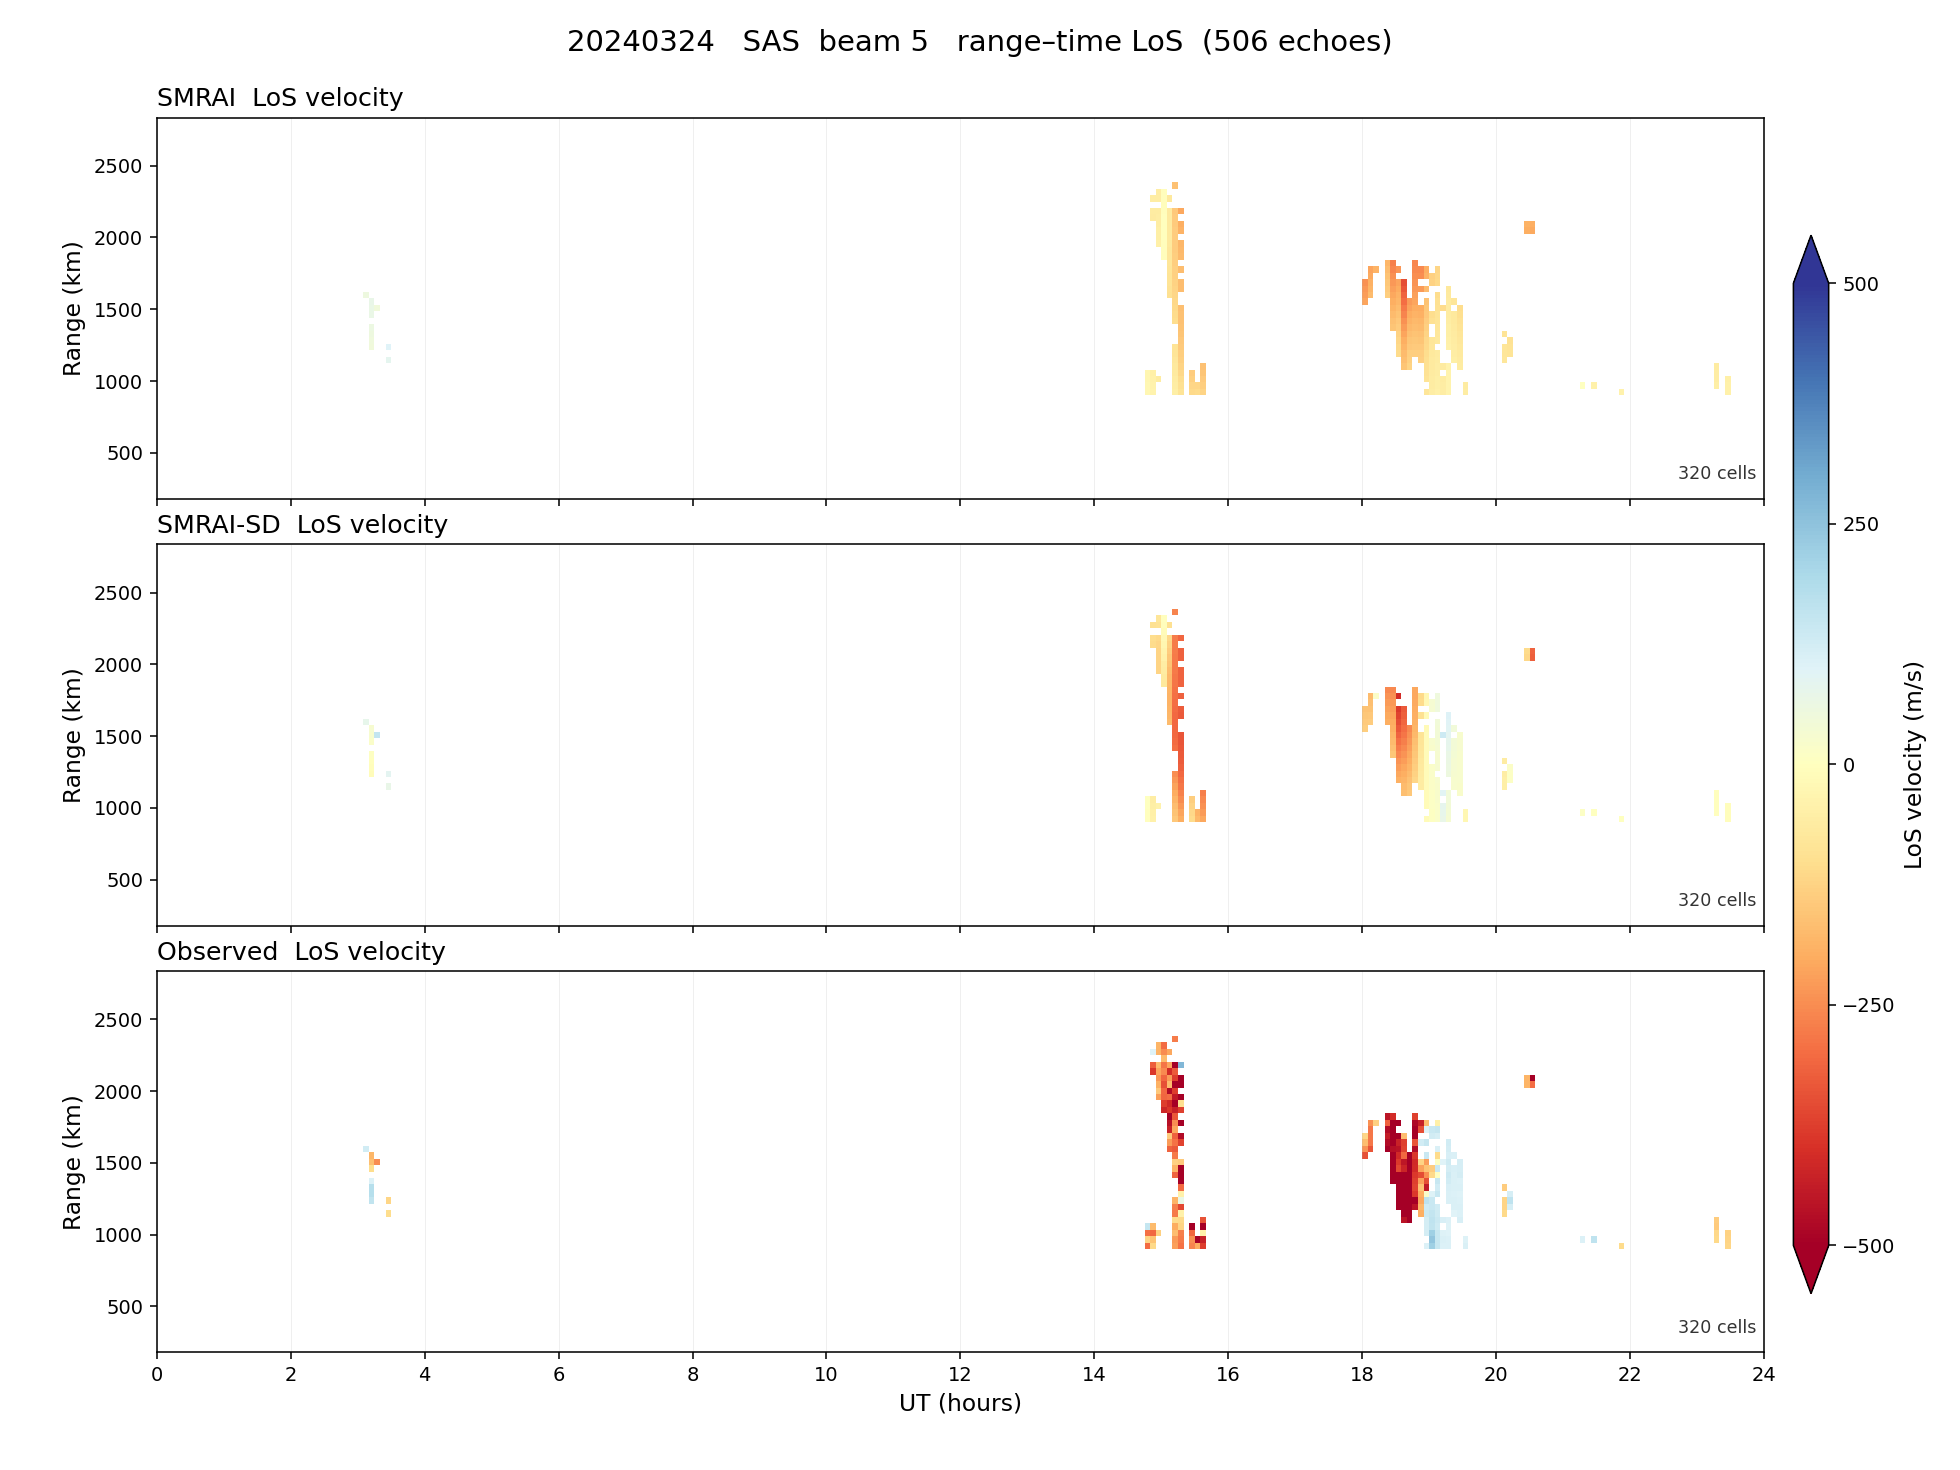 20240324   SAS  beam 5   range–time LoS  (506 echoes)
SMRAI  LoS velocity
2500
2000
1500
1000
500
Range (km)
320 cells
SMRAI-SD  LoS velocity
2500
2000
1500
1000
500
Range (km)
320 cells
Observed  LoS velocity
2500
2000
1500
1000
500
Range (km)
320 cells
0 2 4 6 8 10 12 14 16 18 20 22 24
UT (hours)
500
250
0
−250
−500
LoS velocity (m/s)